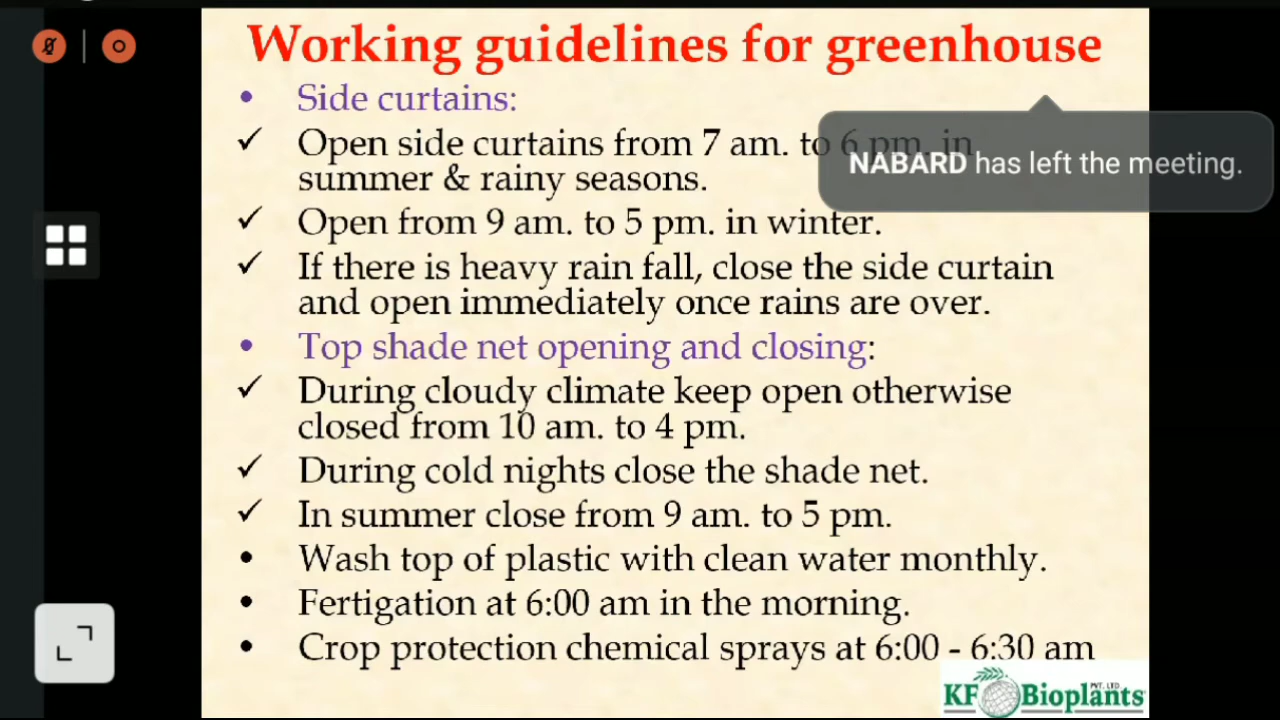 Working guidelines for greenhouse
• Side curtains:
✓ Open side curtains from 7 am. to 6 pm. in
summer & rainy seasons.
NABARD has left the meeting.
✓ Open from 9 am. to 5 pm. in winter.
✓ If there is heavy rain fall, close the side curtain
and open immediately once rains are over.
• Top shade net opening and closing:
✓ During cloudy climate keep open otherwise
closed from 10 am. to 4 pm.
✓ During cold nights close the shade net.
✓ In summer close from 9 am. to 5 pm.
• Wash top of plastic with clean water monthly.
• Fertigation at 6:00 am in the morning.
• Crop protection chemical sprays at 6:00 - 6:30 am
KF Bioplants PVT. LTD